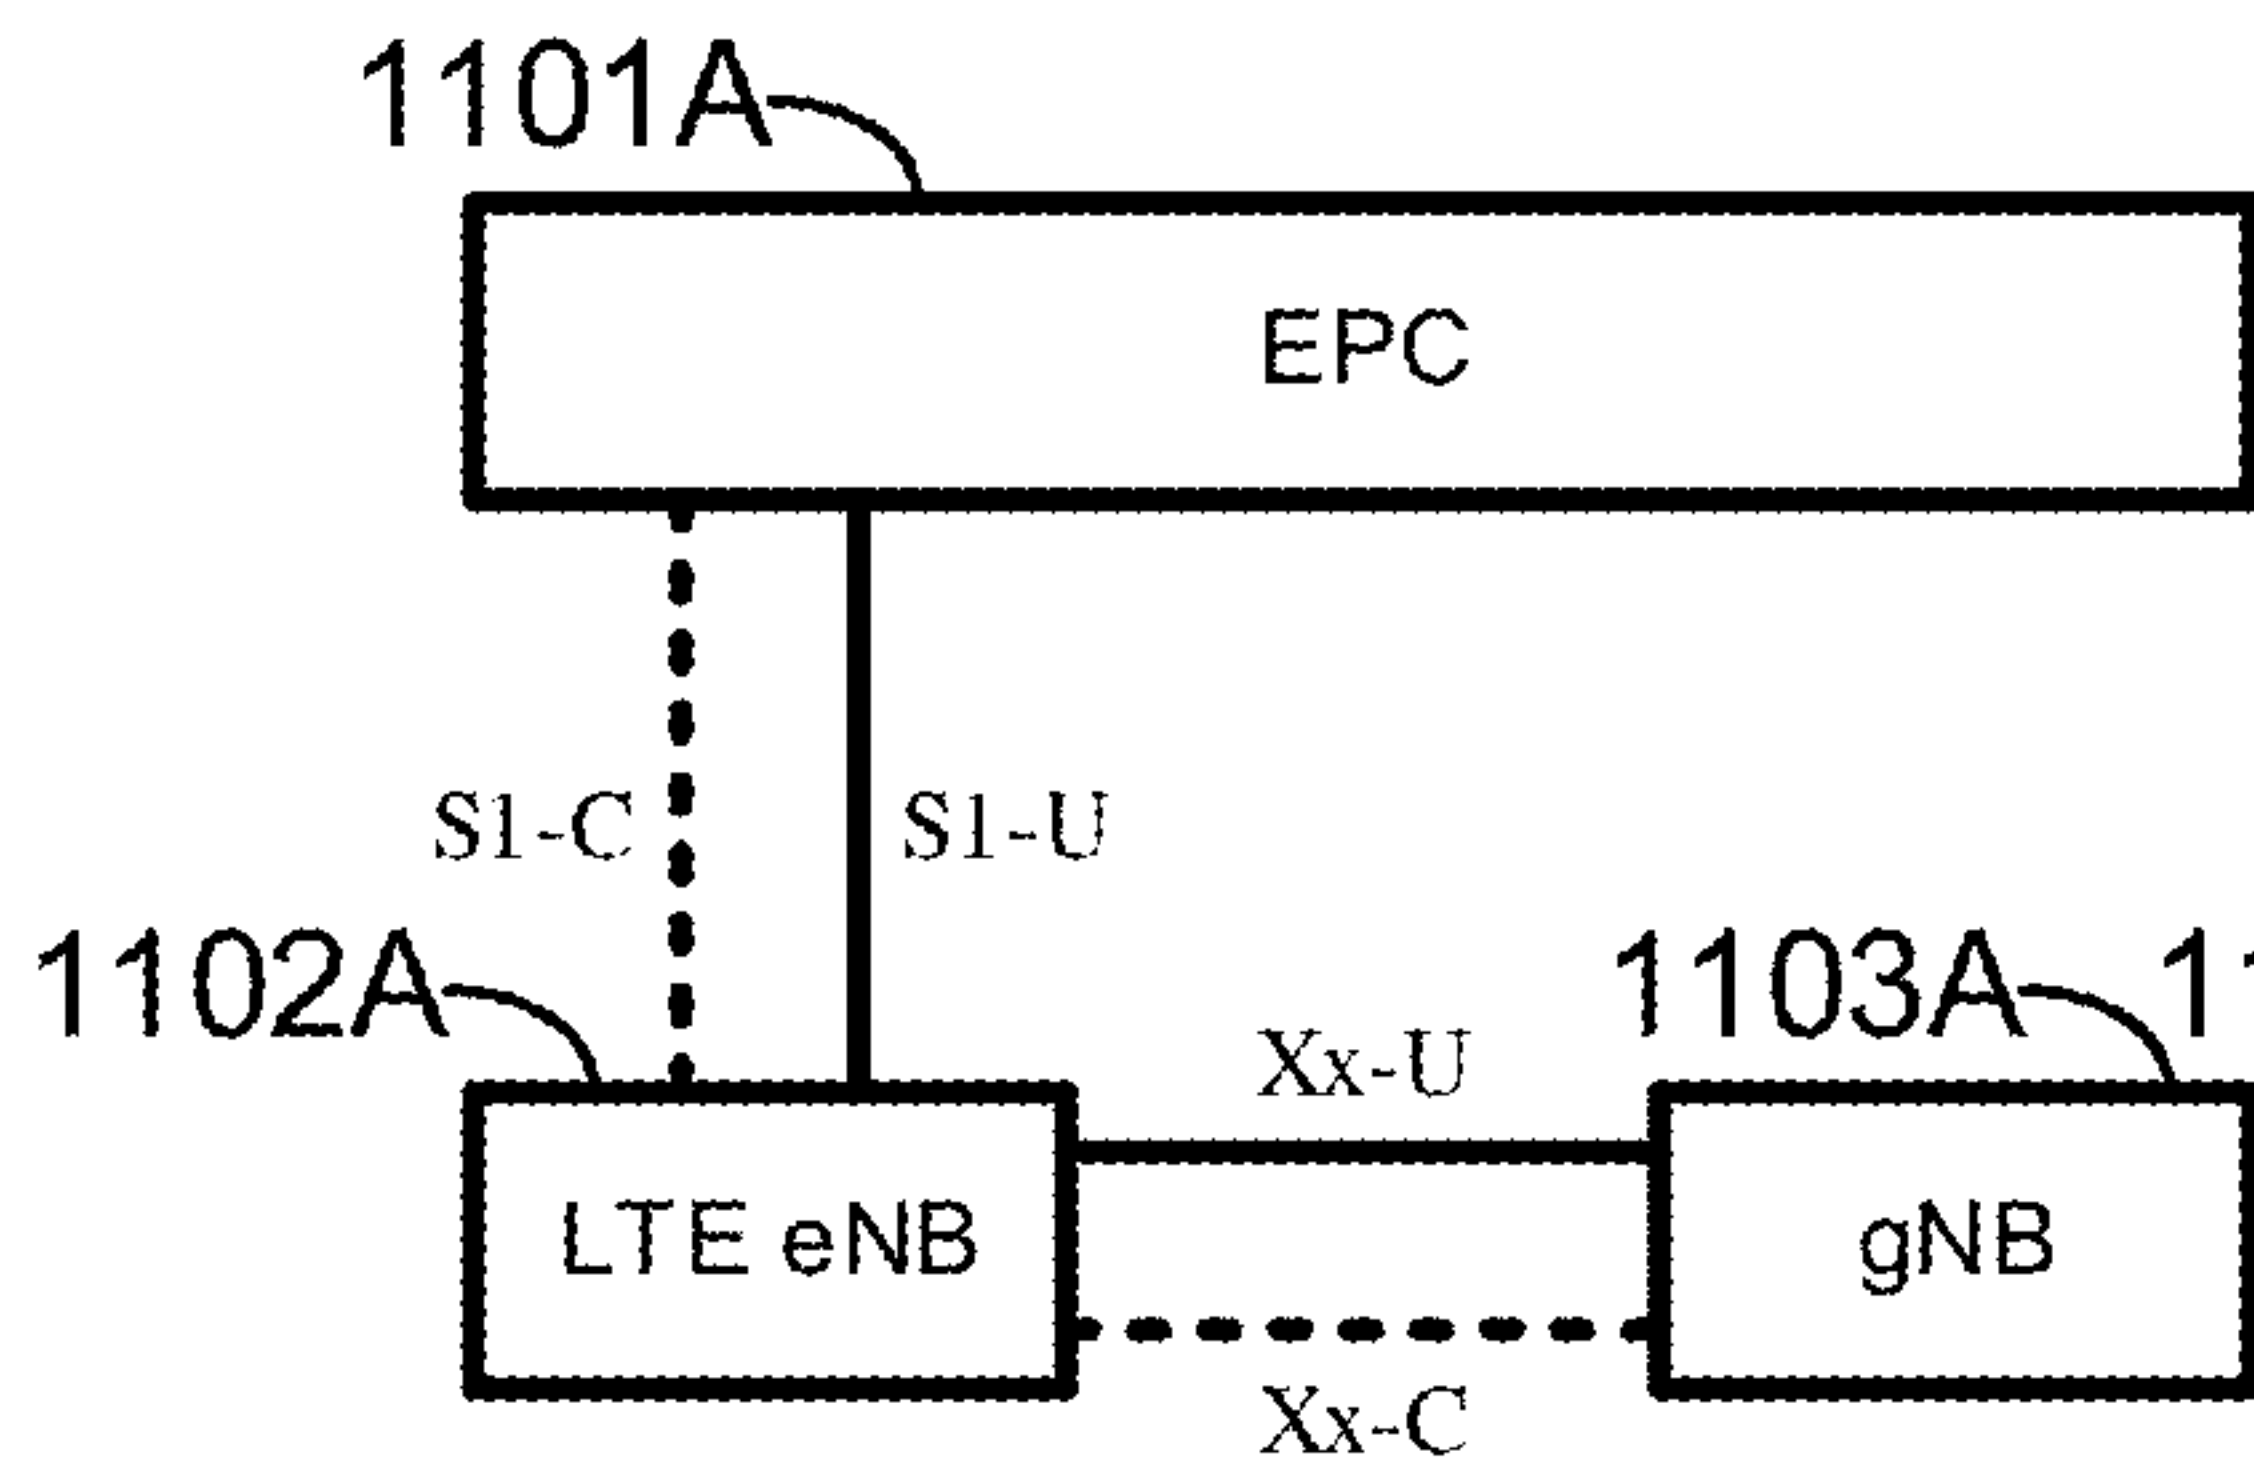 1101A
EPC
S1-C S1-U
1102A 1103A
Xx-U
LTE eNB gNB
Xx-C